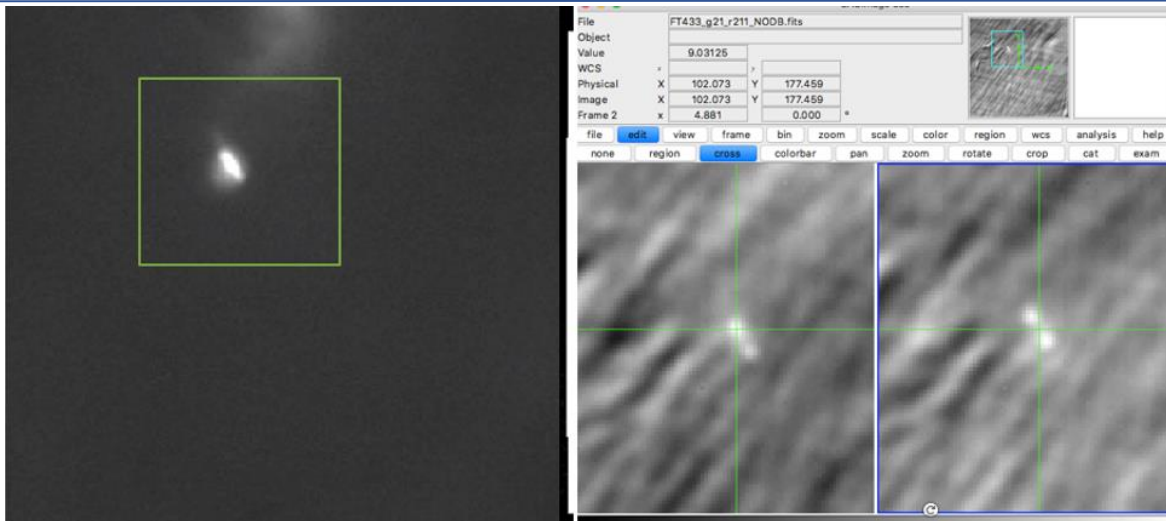 File FT433_g21_r211_NODB.fits
Object
Value 9.03125
WCS x y
Physical X 102.073 Y 177.459
Image X 102.073 Y 177.459
Frame 2 x 4.881 0.000 °
file edit view frame bin zoom scale color region wcs analysis help
none region cross colorbar pan zoom rotate crop cat exam